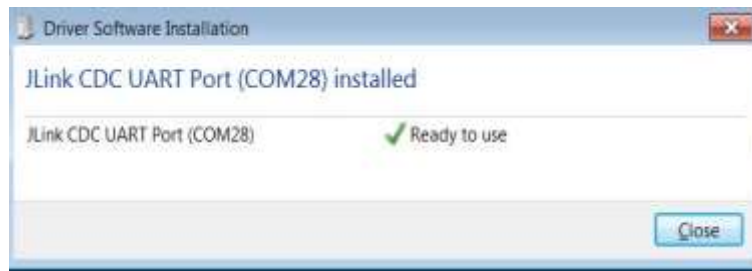 Driver Software Installation
JLink CDC UART Port (COM28) installed
JLink CDC UART Port (COM28) Ready to use
Close